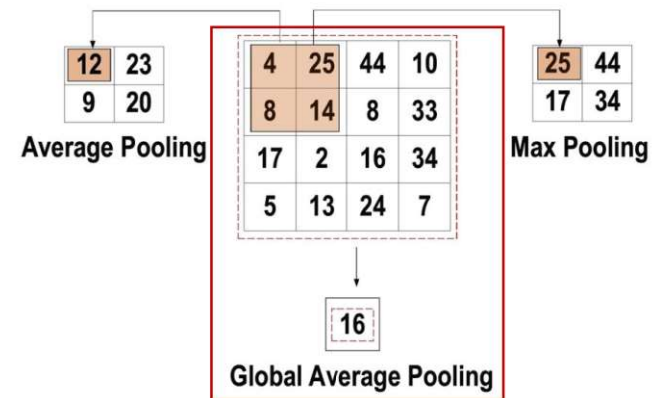 12 23
9 20
Average Pooling
4 25 44 10
8 14 8 33
17 2 16 34
5 13 24 7
25 44
17 34
Max Pooling
16
Global Average Pooling